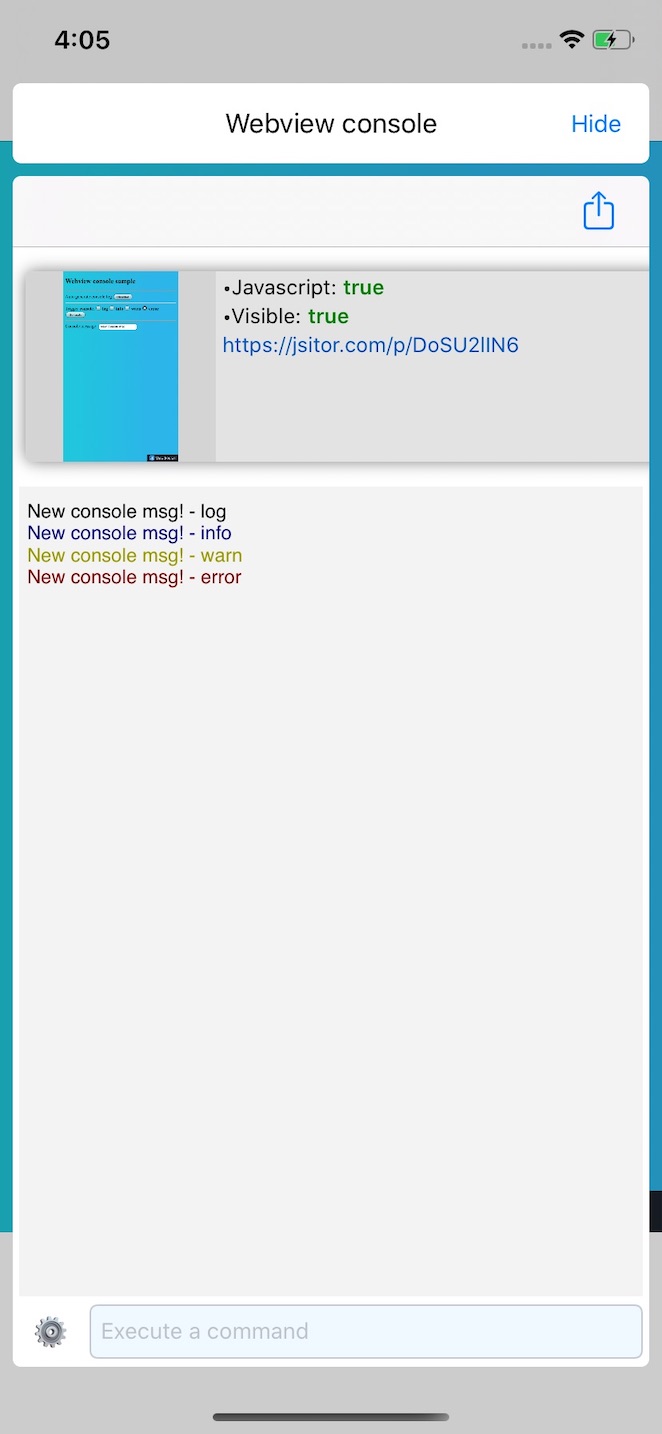 4:05
Webview console
Hide
Webview console sample
•Javascript: true
•Visible: true
https://jsitor.com/p/DoSU2lIN6
New console msg! - log
New console msg! - info
New console msg! - warn
New console msg! - error
Execute a command